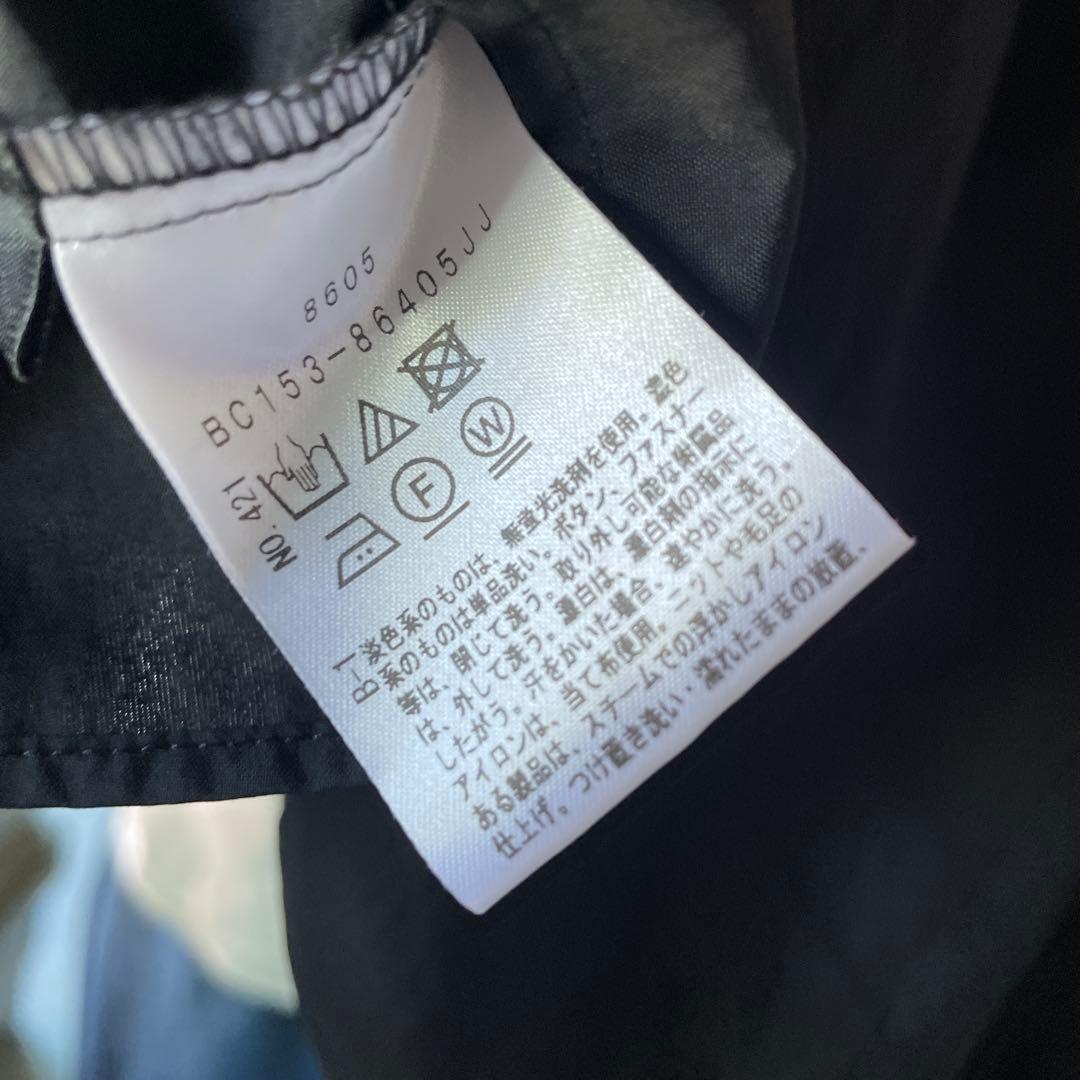 8605
BC153-86405JJ
NO.421
F
W
B-1 淡色系のものは、無蛍光洗剤を使用。濃色
系のものは単品洗い。ボタン、ファスナー
等は、閉じて洗う。取り外し可能な附属品
は、外して洗う。漂白は、漂白剤の指示に
したがう。汗をかいた場合、速やかに洗う。
アイロンは、当て布使用。ニットや毛足の
ある製品は、スチームでの浮かしアイロン
仕上げ。つけ置き洗い・濡れたままの放置、